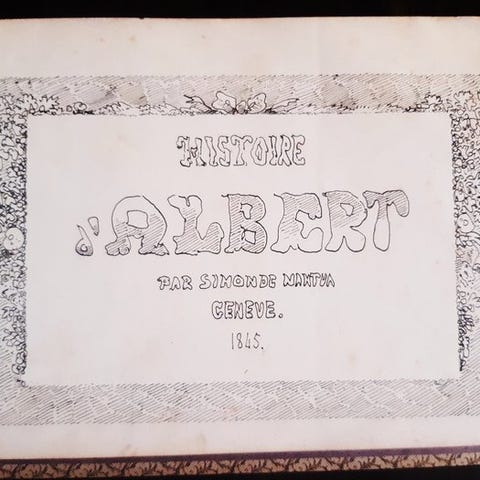 HISTOIRE
d'ALBERT
PAR SIMON DE NANTUA
GENEVE.
1845.